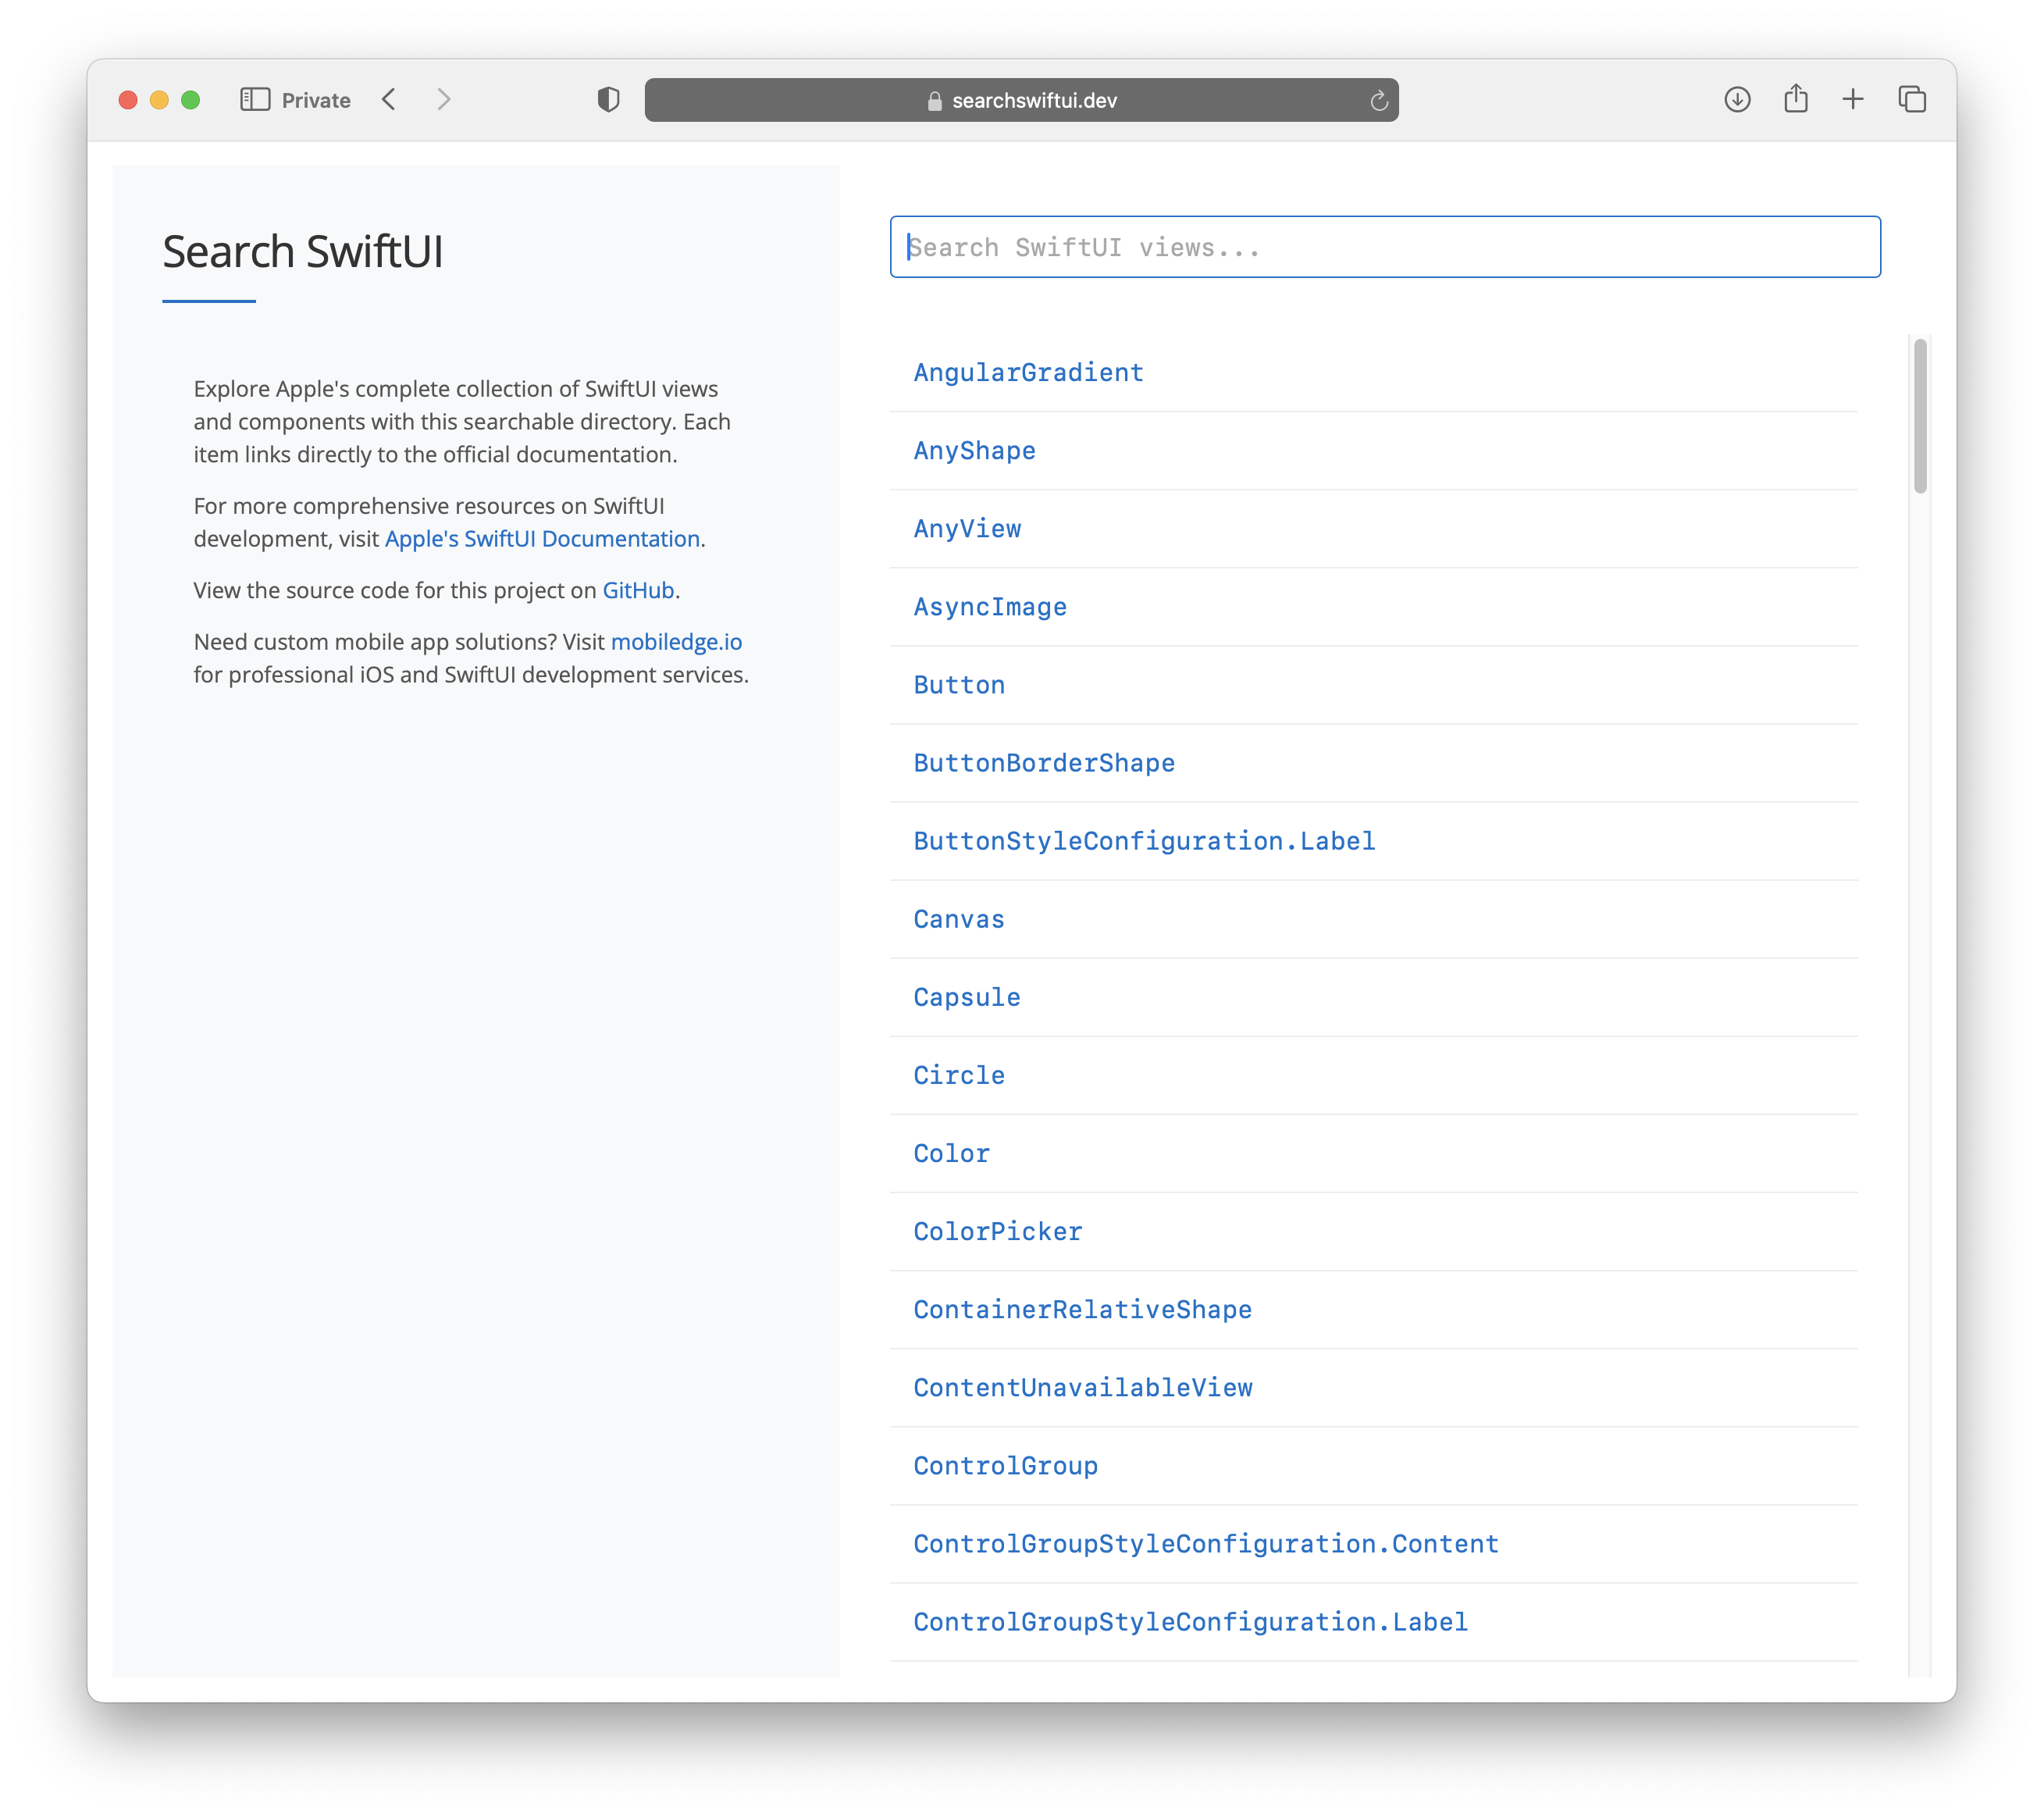 Private
searchswiftui.dev
Search SwiftUI
Explore Apple's complete collection of SwiftUI views
and components with this searchable directory. Each
item links directly to the official documentation.
For more comprehensive resources on SwiftUI
development, visit Apple's SwiftUI Documentation.
View the source code for this project on GitHub.
Need custom mobile app solutions? Visit mobiledge.io
for professional iOS and SwiftUI development services.
Search SwiftUI views...
AngularGradient
AnyShape
AnyView
AsyncImage
Button
ButtonBorderShape
ButtonStyleConfiguration.Label
Canvas
Capsule
Circle
Color
ColorPicker
ContainerRelativeShape
ContentUnavailableView
ControlGroup
ControlGroupStyleConfiguration.Content
ControlGroupStyleConfiguration.Label